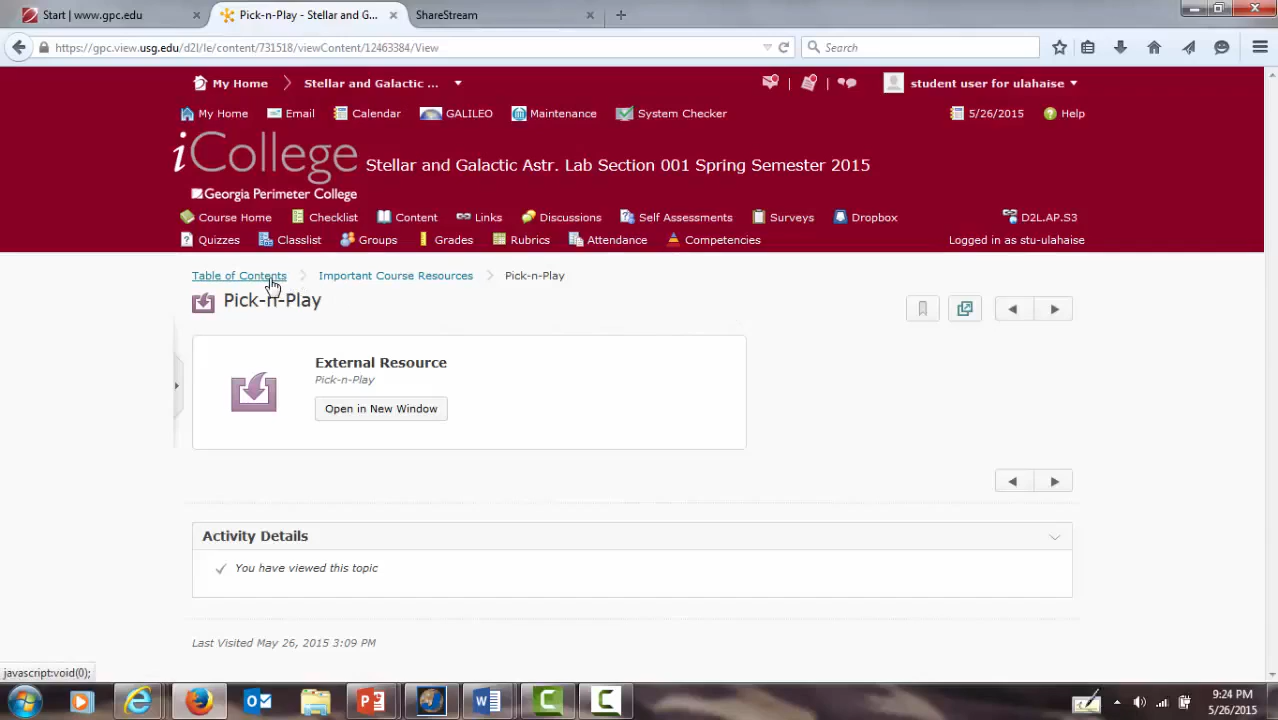 Start | www.gpc.edu × Pick-n-Play - Stellar and G... × ShareStream × +
https://gpc.view.usg.edu/d2l/le/content/731518/viewContent/12463384/View Search
My Home Stellar and Galactic ... student user for ulahaise
My Home Email Calendar GALILEO Maintenance System Checker 5/26/2015 Help
iCollege Stellar and Galactic Astr. Lab Section 001 Spring Semester 2015
Georgia Perimeter College
Course Home Checklist Content Links Discussions Self Assessments Surveys Dropbox D2L.AP.S3
Quizzes Classlist Groups Grades Rubrics Attendance Competencies Logged in as stu-ulahaise
Table of Contents Important Course Resources Pick-n-Play
Pick-n-Play
External Resource
Pick-n-Play
Open in New Window
Activity Details
You have viewed this topic
Last Visited May 26, 2015 3:09 PM
javascript:void(0);
9:24 PM
5/26/2015